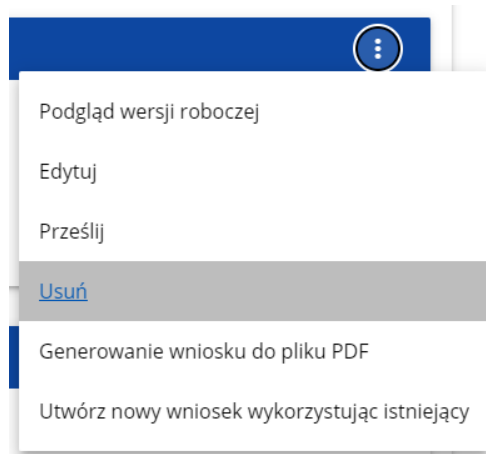 Podgląd wersji roboczej
Edytuj
Prześlij
Usuń
Generowanie wniosku do pliku PDF
Utwórz nowy wniosek wykorzystując istniejący